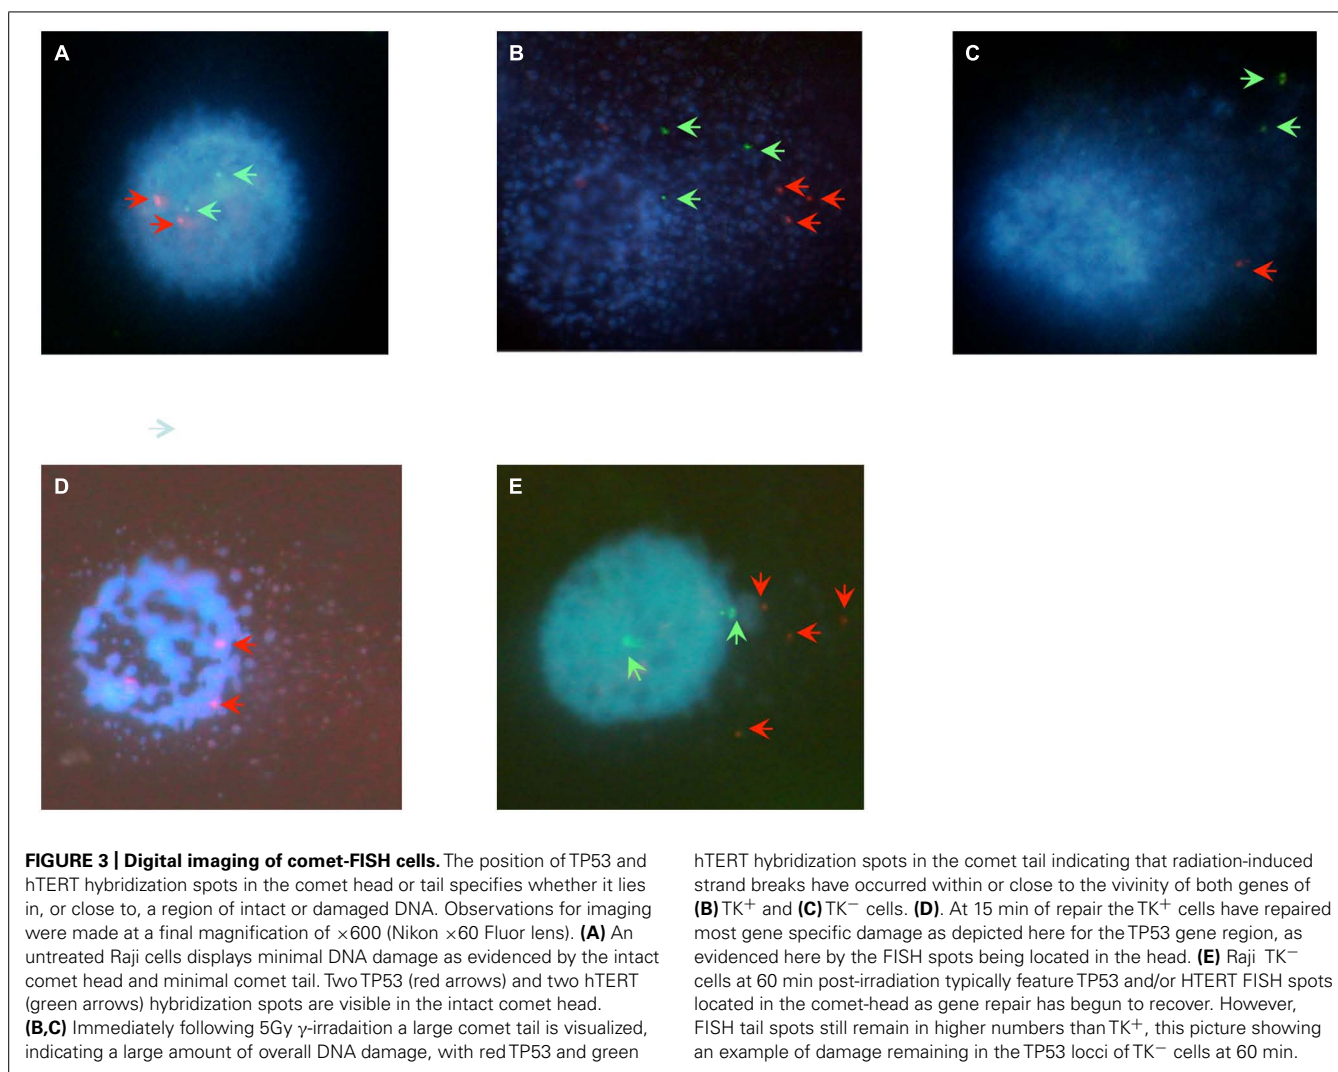 A
B
C
D
E
FIGURE 3 | Digital imaging of comet-FISH cells. The position of TP53 and
hTERT hybridization spots in the comet head or tail specifies whether it lies
in, or close to, a region of intact or damaged DNA. Observations for imaging
were made at a final magnification of ×600 (Nikon ×60 Fluor lens). (A) An
untreated Raji cells displays minimal DNA damage as evidenced by the intact
comet head and minimal comet tail. Two TP53 (red arrows) and two hTERT
(green arrows) hybridization spots are visible in the intact comet head.
(B,C) Immediately following 5Gy γ-irradaition a large comet tail is visualized,
indicating a large amount of overall DNA damage, with red TP53 and green
hTERT hybridization spots in the comet tail indicating that radiation-induced
strand breaks have occurred within or close to the vivinity of both genes of
(B) TK⁺ and (C) TK⁻ cells. (D). At 15 min of repair the TK⁺ cells have repaired
most gene specific damage as depicted here for the TP53 gene region, as
evidenced here by the FISH spots being located in the head. (E) Raji TK⁻
cells at 60 min post-irradiation typically feature TP53 and/or HTERT FISH spots
located in the comet-head as gene repair has begun to recover. However,
FISH tail spots still remain in higher numbers than TK⁺, this picture showing
an example of damage remaining in the TP53 loci of TK⁻ cells at 60 min.